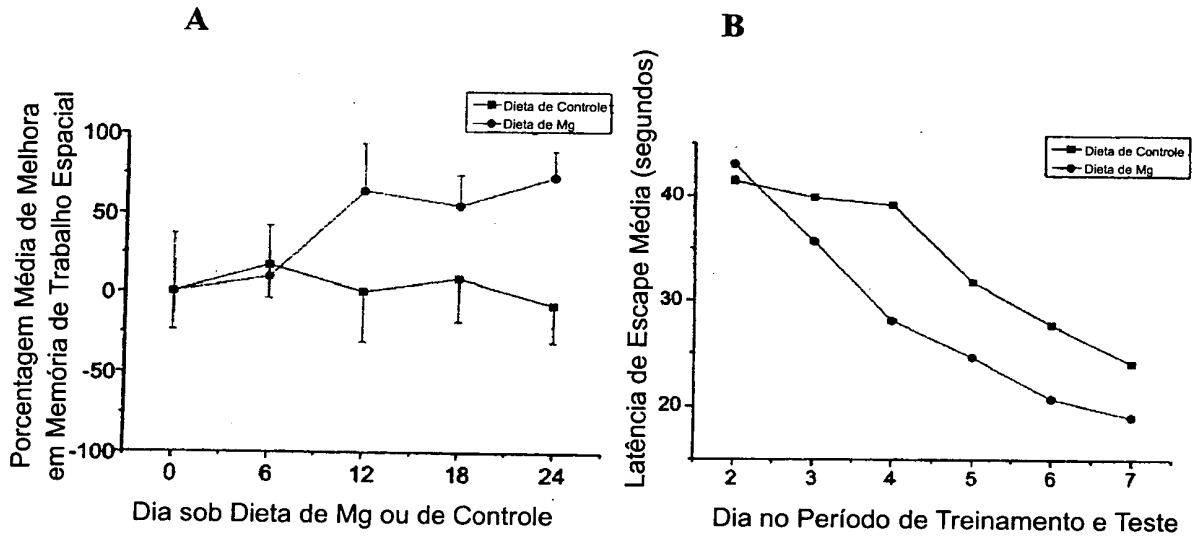 A
Porcentagem Média de Melhora
em Memória de Trabalho Espacial
Dieta de Controle
Dieta de Mg
100
50
0
-50
-100
0 6 12 18 24
Dia sob Dieta de Mg ou de Controle
B
Latência de Escape Média (segundos)
Dieta de Controle
Dieta de Mg
40
30
20
2 3 4 5 6 7
Dia no Período de Treinamento e Teste